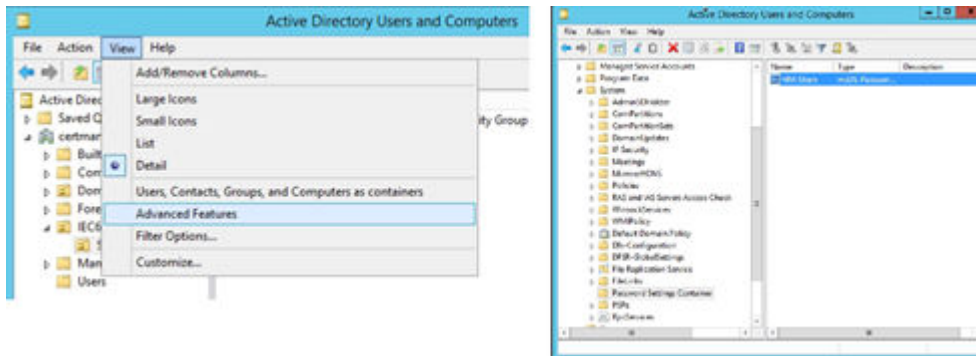 Active Directory Users and Computers
File Action View Help
Add/Remove Columns...
Active Direc
Large Icons
Saved Q
Small Icons
ity Group
certmar
List
Built
Detail
Com
Dom
Users, Contacts, Groups, and Computers as containers
Fore
Advanced Features
IEC6
Filter Options...
Man
Customize...
Users
Active Directory Users and Computers
File Action View Help
Managed Service Accounts
Name Type Description
Program Data
System
AdminSDHolder
ComPartitions
ComPartitionSets
DomainUpdates
IP Security
Meetings
MicrosoftDNS
Policies
RAS and IAS Servers Access Check
WinsockServices
WMIPolicy
Default Domain Policy
Dfs-Configuration
DFSR-GlobalSettings
File Replication Service
FileLinks
Password Settings Container
PSPs
RpcServices